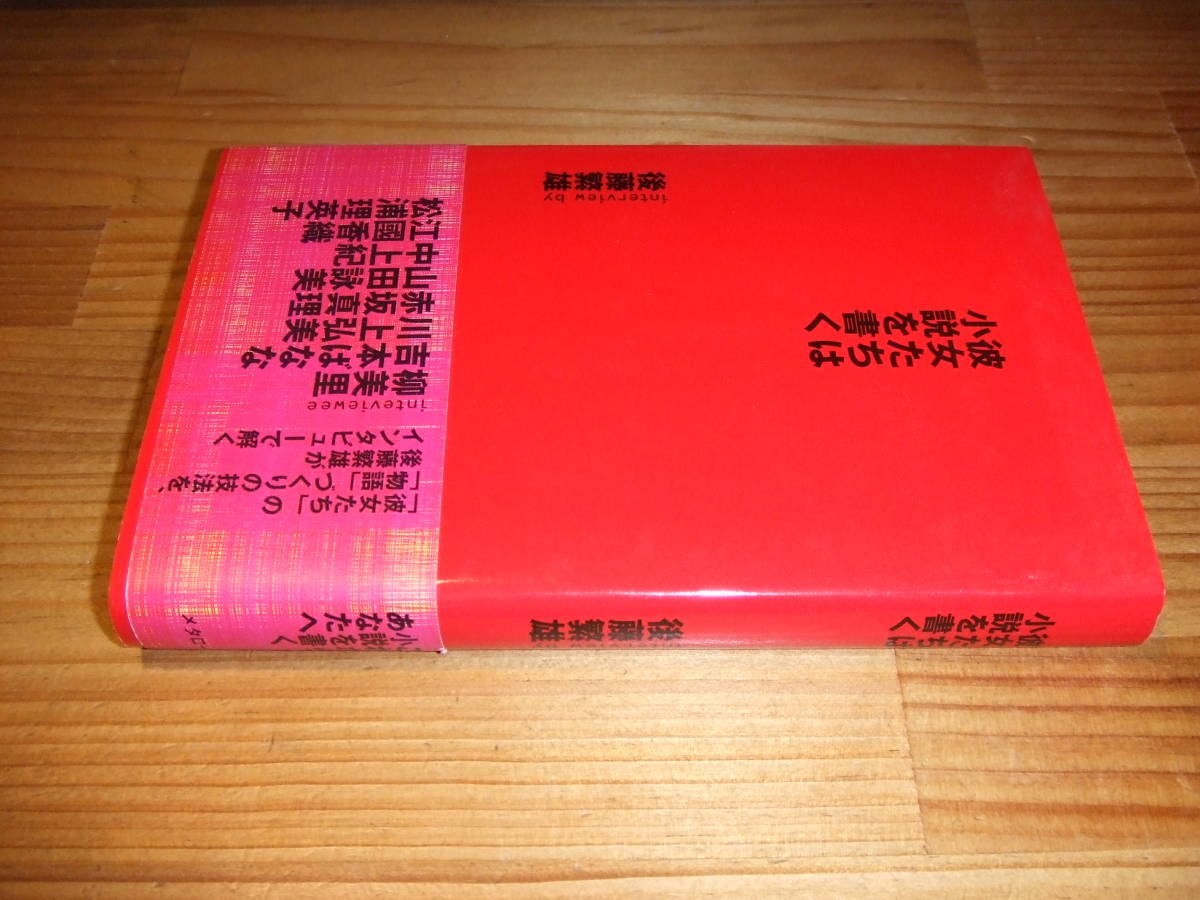 彼女たちは
小説を書く
interview by
後藤繁雄
interviewee
柳美里
吉本ばなな
川上弘美
赤坂真理
山田詠美
中上紀
江國香織
松浦理英子
「彼女たち」の
「物語」づくりの技法を、
後藤繁雄が
インタビューで解く
彼女たちは
小説を書く
後藤繁雄
小説を書く
あなたへ
メタロ